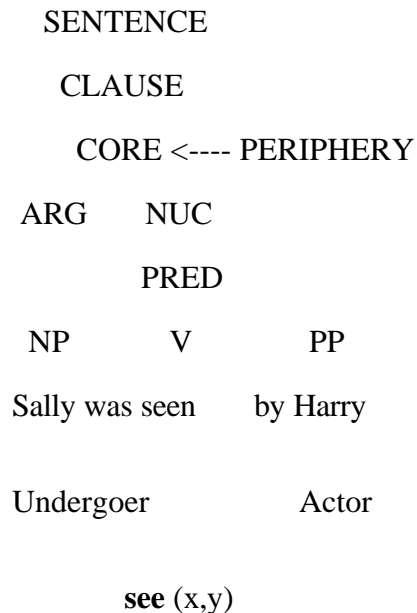 SENTENCE
CLAUSE
CORE <---- PERIPHERY
ARG NUC
PRED
NP V PP
Sally was seen by Harry
Undergoer Actor
see (x,y)